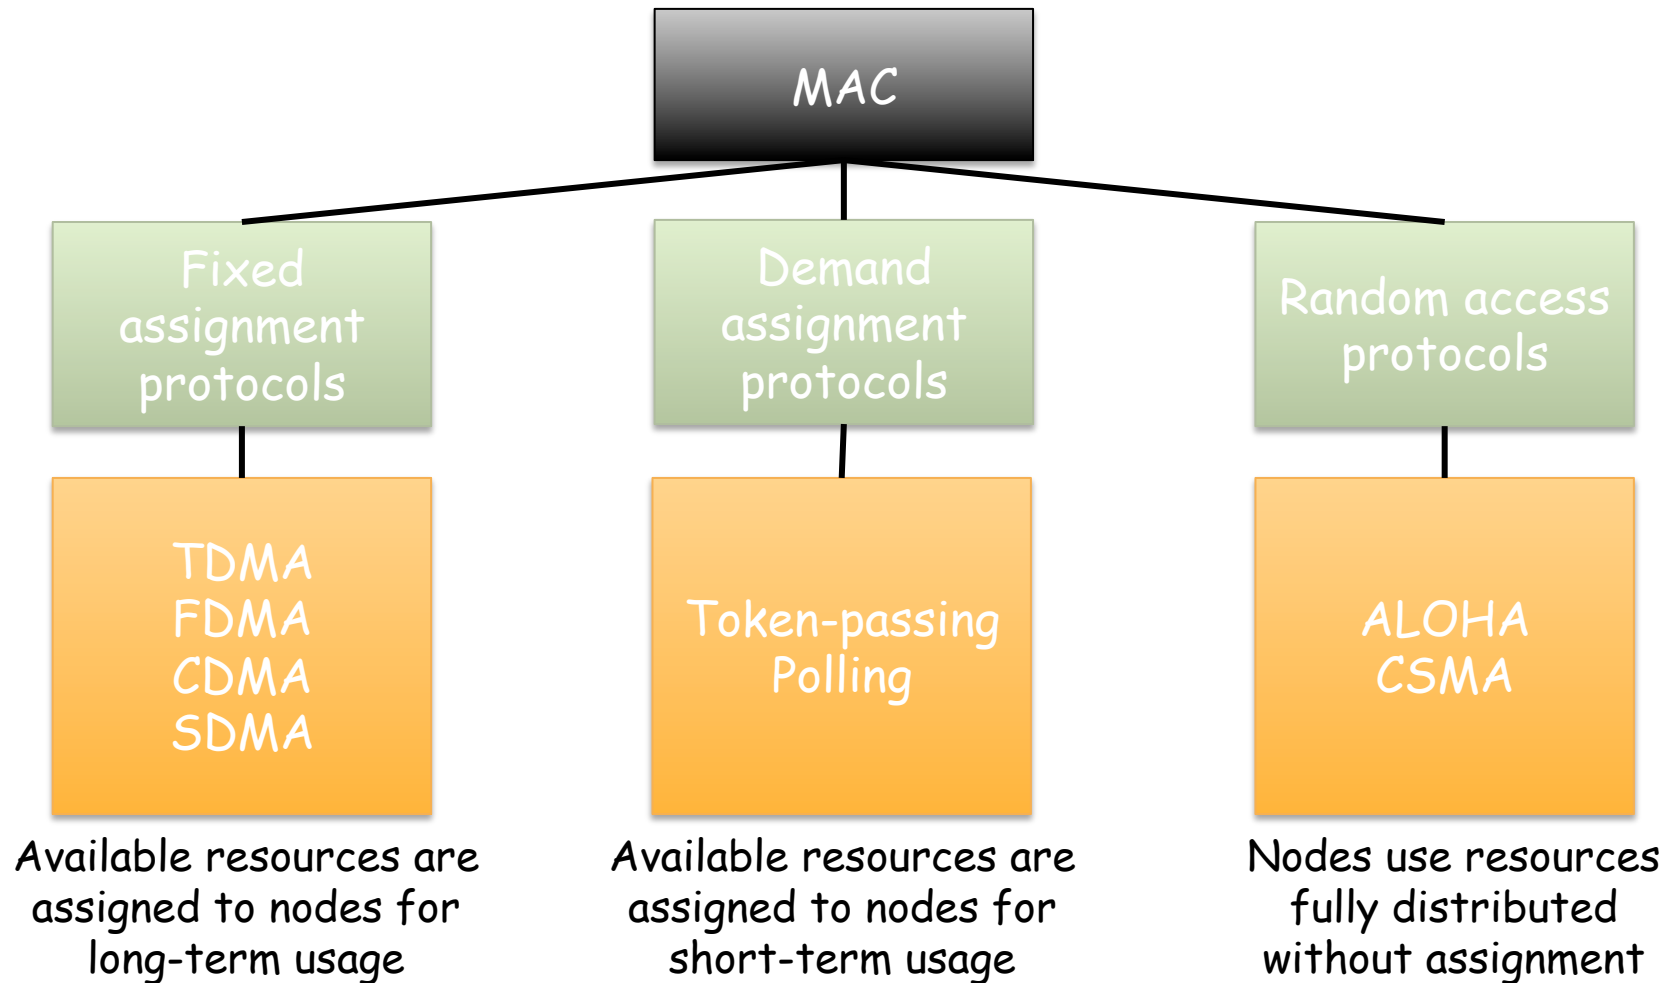 MAC
Fixed
assignment
protocols
Demand
assignment
protocols
Random access
protocols
TDMA
FDMA
CDMA
SDMA
Token-passing
Polling
ALOHA
CSMA
Available resources are
assigned to nodes for
long-term usage
Available resources are
assigned to nodes for
short-term usage
Nodes use resources
fully distributed
without assignment